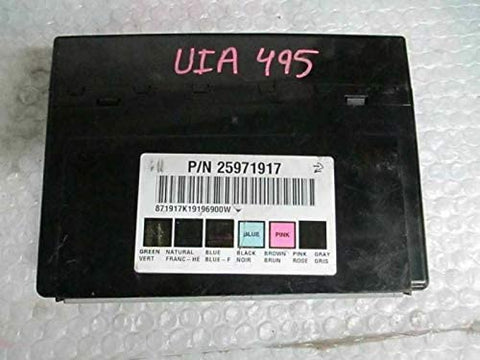 UIA 495
P/N 25971917
871917K19196900W
BLUE PINK
GREEN NATURAL BLUE BLACK BROWN PINK GRAY
VERT FRANC-HE BLUE-F NOIR BRUN ROSE GRIS